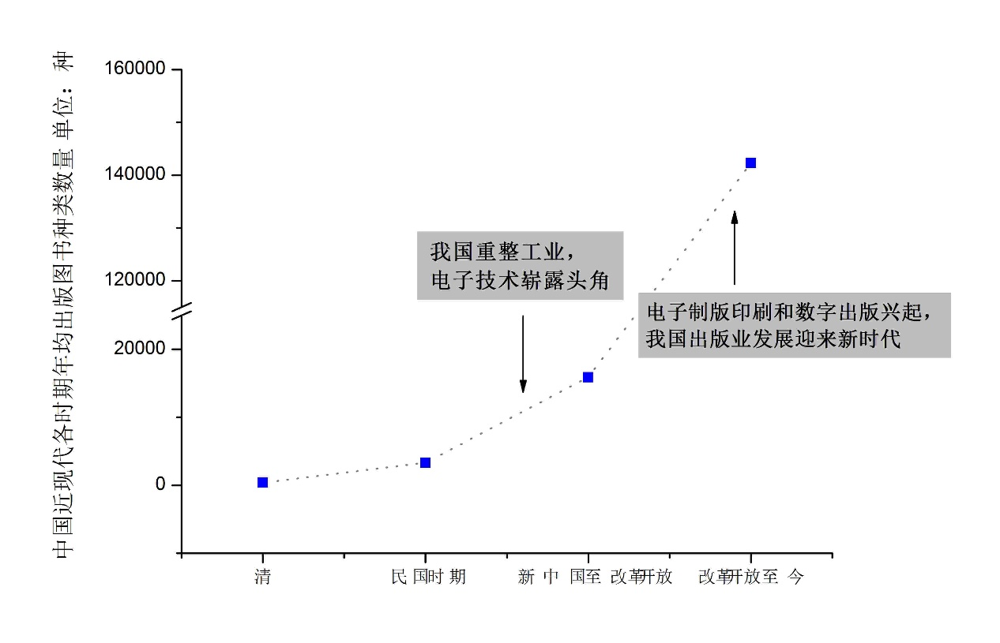 中国近现代各时期年均出版图书种类数量 单位：种
160000
140000
120000
20000
0
我国重整工业，
电子技术崭露头角
电子制版印刷和数字出版兴起，
我国出版业发展迎来新时代
清
民国时期
新中国至改革开放
改革开放至今